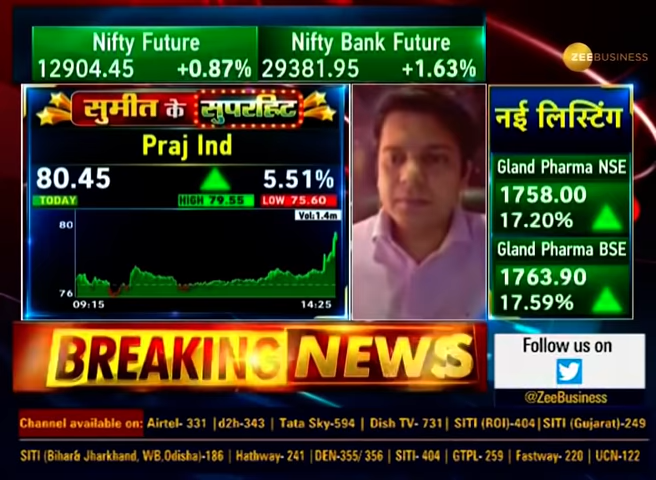 Nifty Future
12904.45 +0.87%
Nifty Bank Future
29381.95 +1.63%
ZEEBUSINESS
सुमीत के सुपरहिट
Praj Ind
80.45 5.51%
TODAY HIGH 79.55 LOW 75.60
Vol:1.4m
80
76
09:15 14:25
नई लिस्टिंग
Gland Pharma NSE
1758.00
17.20%
Gland Pharma BSE
1763.90
17.59%
BREAKING NEWS
Follow us on
@ZeeBusiness
Channel available on: Airtel- 331 |d2h-343 | Tata Sky-594 | Dish TV- 731| SITI (ROI)-404|SITI (Gujarat)-249
SITI (Bihar& Jharkhand, WB,Odisha)-186 | Hathway- 241 |DEN-355/ 356 | SITI- 404 | GTPL- 259 | Fastway- 220 | UCN-122